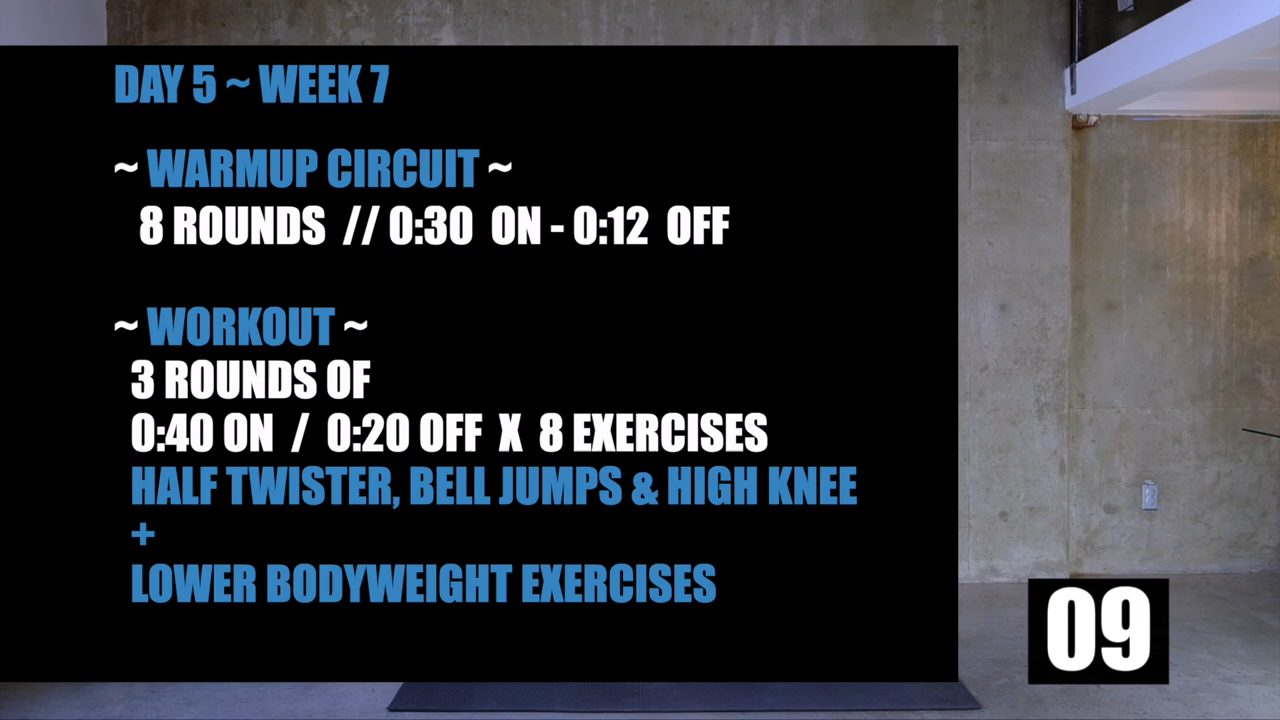 DAY 5 ~ WEEK 7
~ WARMUP CIRCUIT ~
8 ROUNDS // 0:30 ON - 0:12 OFF
~ WORKOUT ~
3 ROUNDS OF
0:40 ON / 0:20 OFF X 8 EXERCISES
HALF TWISTER, BELL JUMPS & HIGH KNEE
+
LOWER BODYWEIGHT EXERCISES
09